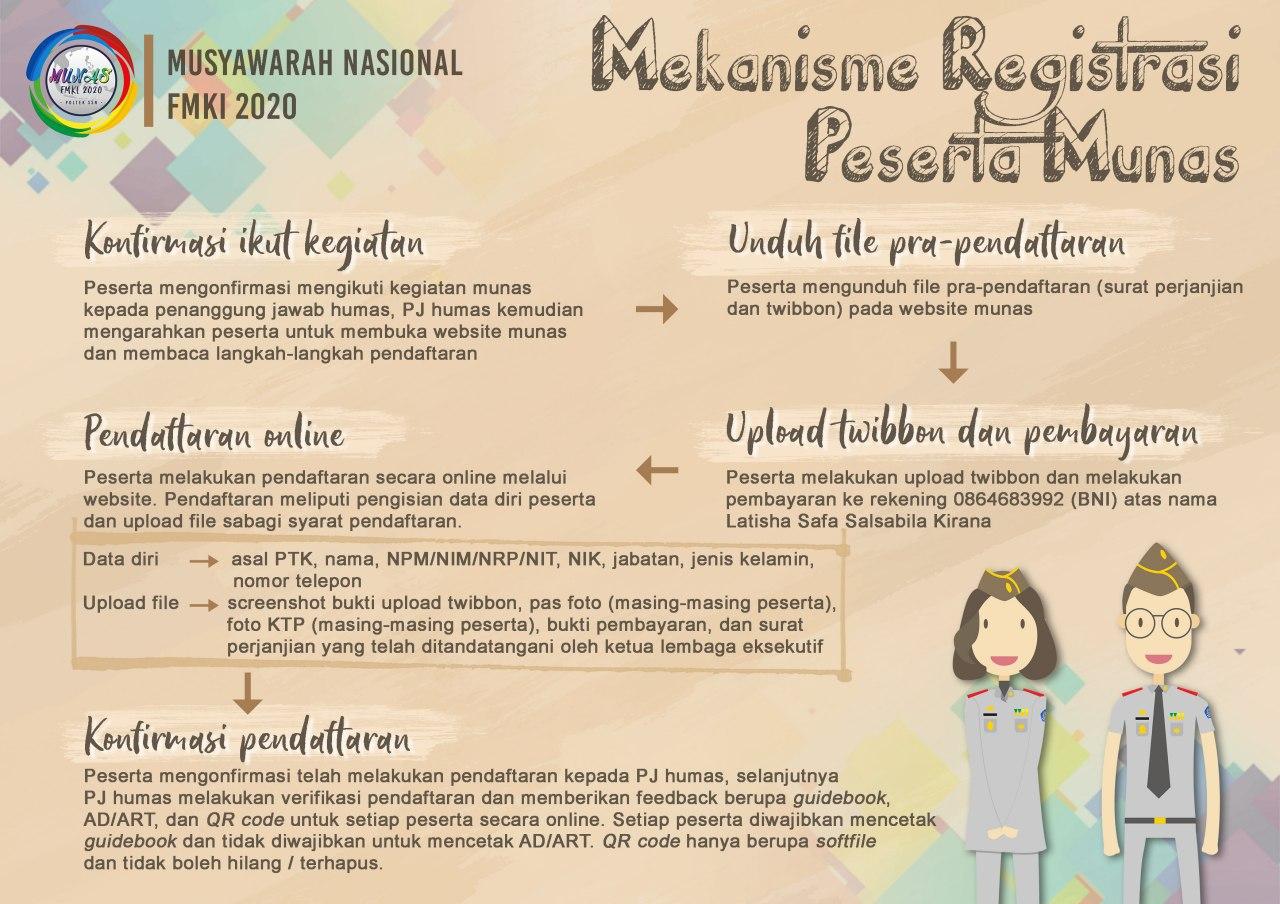 MUNAS
FMKI 2020
- POLTEK SSN -
MUSYAWARAH NASIONAL
FMKI 2020
Mekanisme Registrasi
Peserta Munas
Konfirmasi ikut kegiatan
Peserta mengonfirmasi mengikuti kegiatan munas
kepada penanggung jawab humas, PJ humas kemudian
mengarahkan peserta untuk membuka website munas
dan membaca langkah-langkah pendaftaran
Unduh file pra-pendaftaran
Peserta mengunduh file pra-pendaftaran (surat perjanjian
dan twibbon) pada website munas
Upload twibbon dan pembayaran
Peserta melakukan upload twibbon dan melakukan
pembayaran ke rekening 0864683992 (BNI) atas nama
Latisha Safa Salsabila Kirana
Pendaftaran online
Peserta melakukan pendaftaran secara online melalui
website. Pendaftaran meliputi pengisian data diri peserta
dan upload file sabagi syarat pendaftaran.
Data diri → asal PTK, nama, NPM/NIM/NRP/NIT, NIK, jabatan, jenis kelamin,
nomor telepon
Upload file → screenshot bukti upload twibbon, pas foto (masing-masing peserta),
foto KTP (masing-masing peserta), bukti pembayaran, dan surat
perjanjian yang telah ditandatangani oleh ketua lembaga eksekutif
Konfirmasi pendaftaran
Peserta mengonfirmasi telah melakukan pendaftaran kepada PJ humas, selanjutnya
PJ humas melakukan verifikasi pendaftaran dan memberikan feedback berupa guidebook,
AD/ART, dan QR code untuk setiap peserta secara online. Setiap peserta diwajibkan mencetak
guidebook dan tidak diwajibkan untuk mencetak AD/ART. QR code hanya berupa softfile
dan tidak boleh hilang / terhapus.